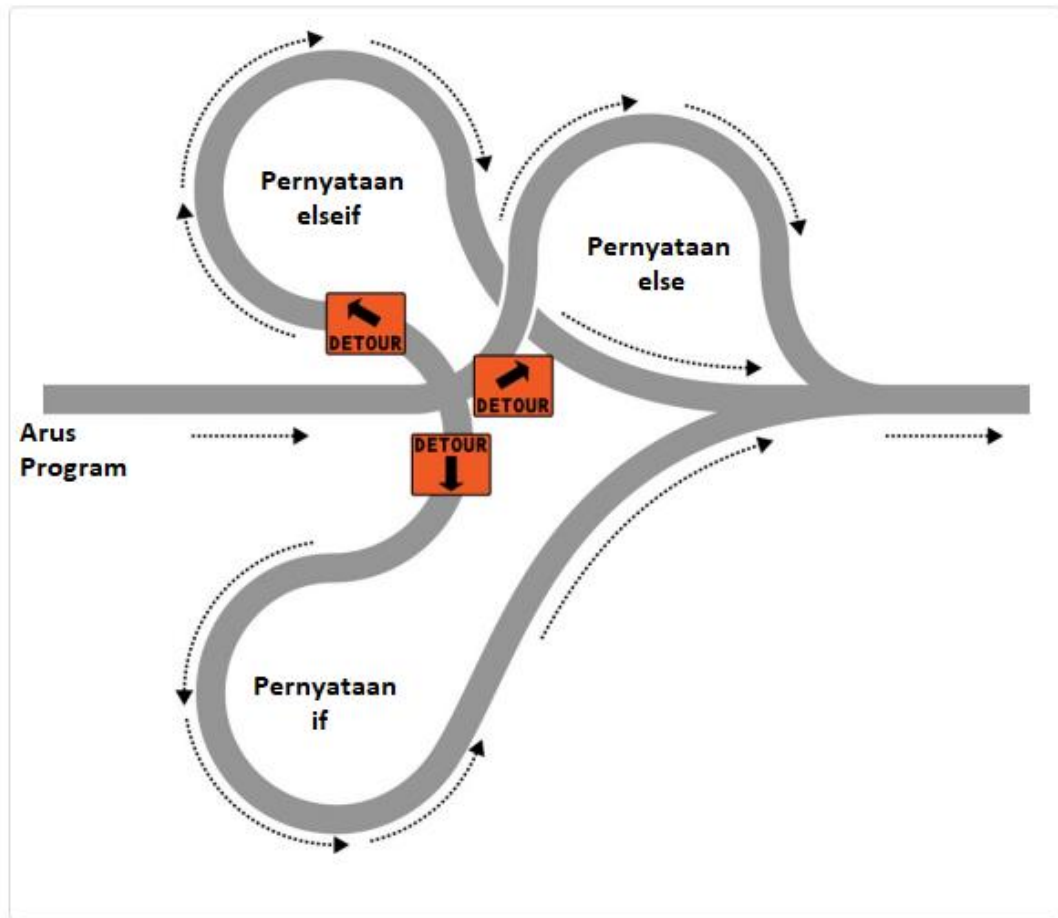 Pernyataan
elseif
Pernyataan
else
DETOUR
DETOUR
Arus
Program
DETOUR
Pernyataan
if